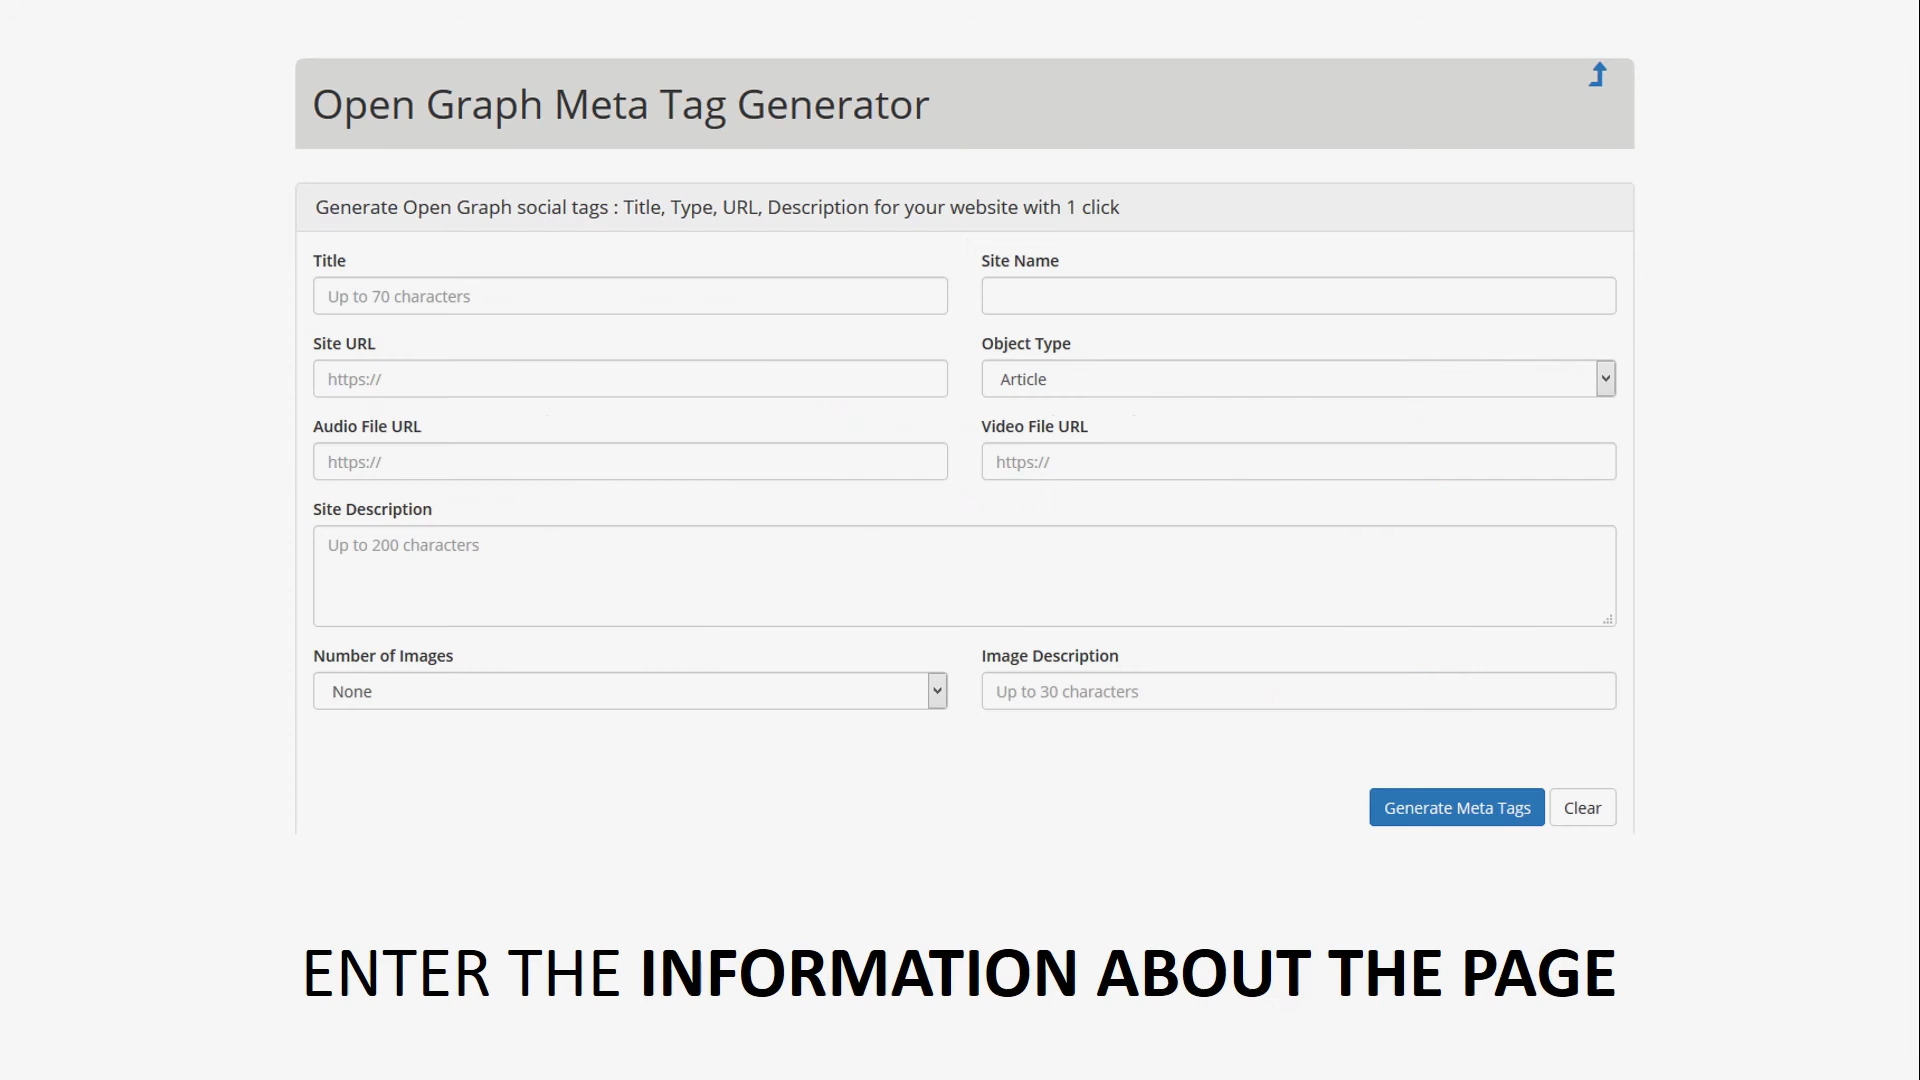 Open Graph Meta Tag Generator
Generate Open Graph social tags : Title, Type, URL, Description for your website with 1 click
Title
Site Name
Up to 70 characters
Site URL
Object Type
https://
Article
Audio File URL
Video File URL
https://
https://
Site Description
Up to 200 characters
Number of Images
Image Description
None
Up to 30 characters
Generate Meta Tags
Clear
ENTER THE INFORMATION ABOUT THE PAGE